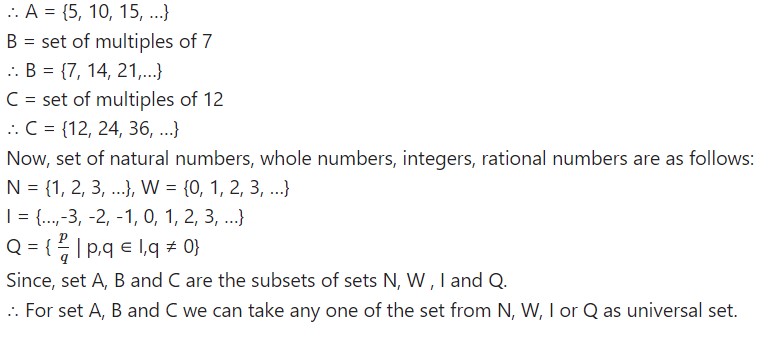 ∴ A = {5, 10, 15, ...}
B = set of multiples of 7
∴ B = {7, 14, 21,...}
C = set of multiples of 12
∴ C = {12, 24, 36, ...}
Now, set of natural numbers, whole numbers, integers, rational numbers are as follows:
N = {1, 2, 3, ...}, W = {0, 1, 2, 3, ...}
I = {...,-3, -2, -1, 0, 1, 2, 3, ...}
Q = { p/q | p,q ∈ I,q ≠ 0}
Since, set A, B and C are the subsets of sets N, W , I and Q.
∴ For set A, B and C we can take any one of the set from N, W, I or Q as universal set.